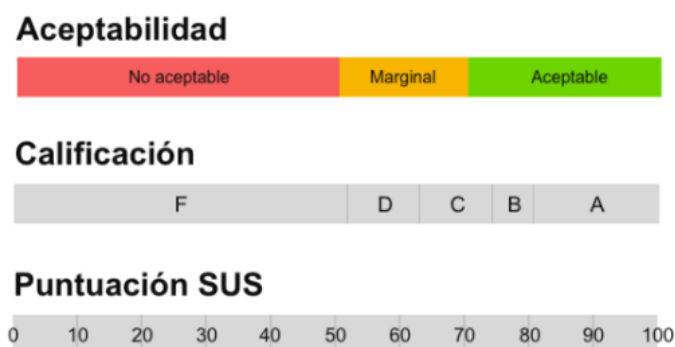 Aceptabilidad
No aceptable Marginal Aceptable
Calificación
F D C B A
Puntuación SUS
0 10 20 30 40 50 60 70 80 90 100